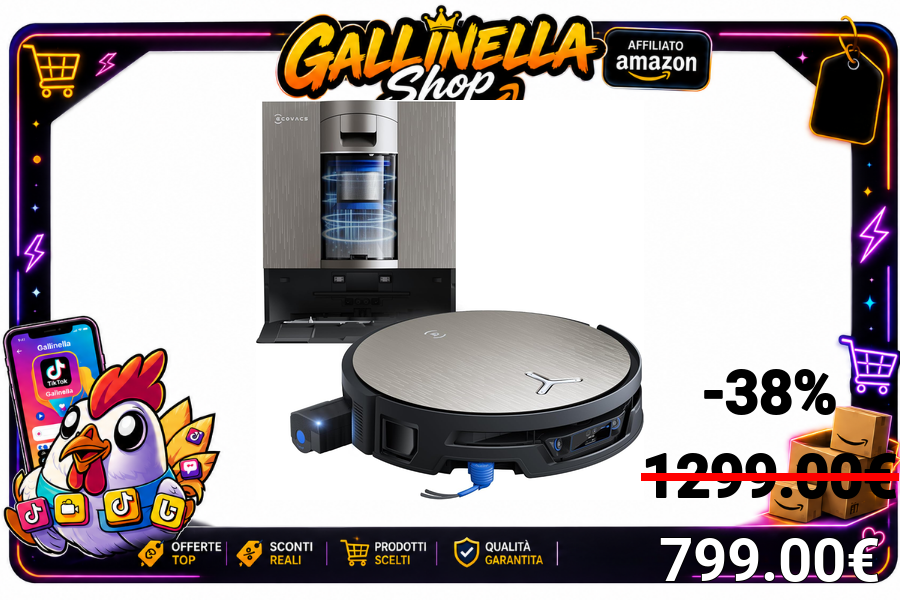 GALLINELLA
Shop
AFFILIATO
amazon
ECOVACS
Gallinella
TikTok
Gallinella
-38%
1299.00€
799.00€
OFFERTE
TOP
SCONTI
REALI
PRODOTTI
SCELTI
QUALITÀ
GARANTITA